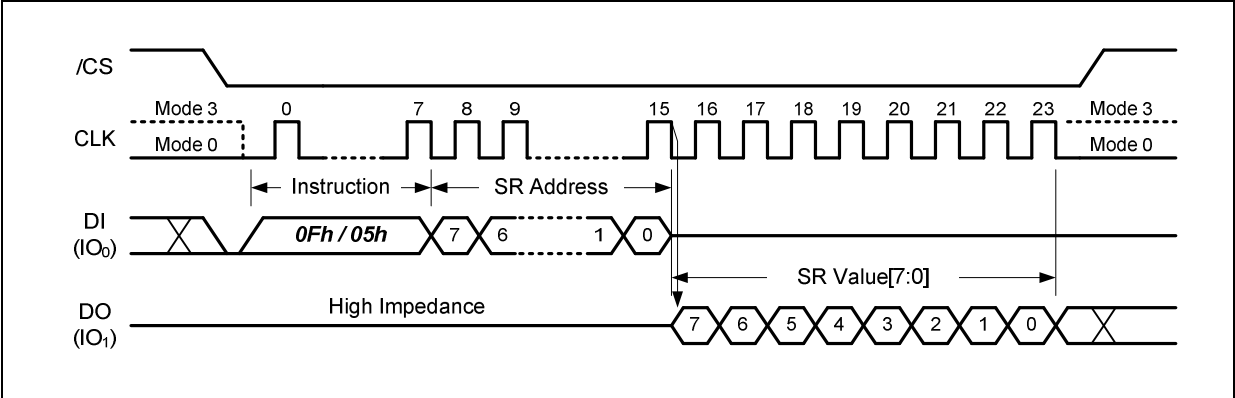 /CS
Mode 3 0 7 8 9 15 16 17 18 19 20 21 22 23 Mode 3
CLK
Mode 0 Mode 0
Instruction SR Address
DI
(IO₀)
0Fh / 05h 7 6 1 0
SR Value[7:0]
High Impedance
DO
(IO₁)
7 6 5 4 3 2 1 0